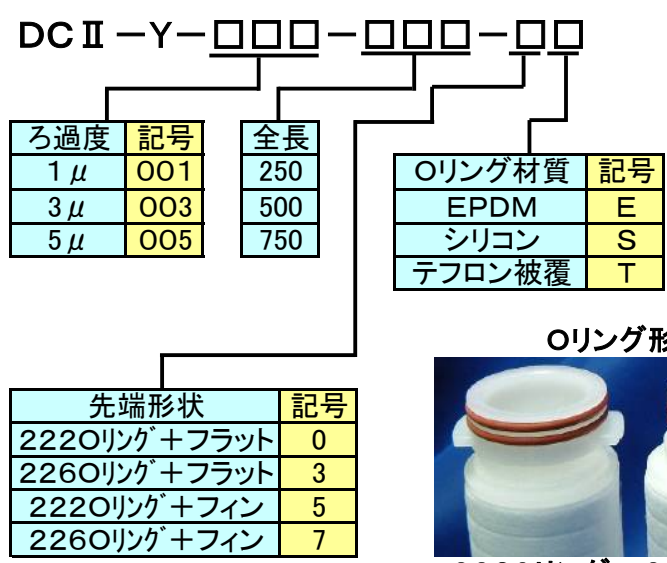 DCⅡ－Y－□□□－□□□－□□
ろ過度 記号
1μ 001
3μ 003
5μ 005
全長
250
500
750
Oリング材質 記号
EPDM E
シリコン S
テフロン被覆 T
Oリング形
先端形状 記号
222Oリング＋フラット 0
226Oリング＋フラット 3
222Oリング＋フィン 5
226Oリング＋フィン 7